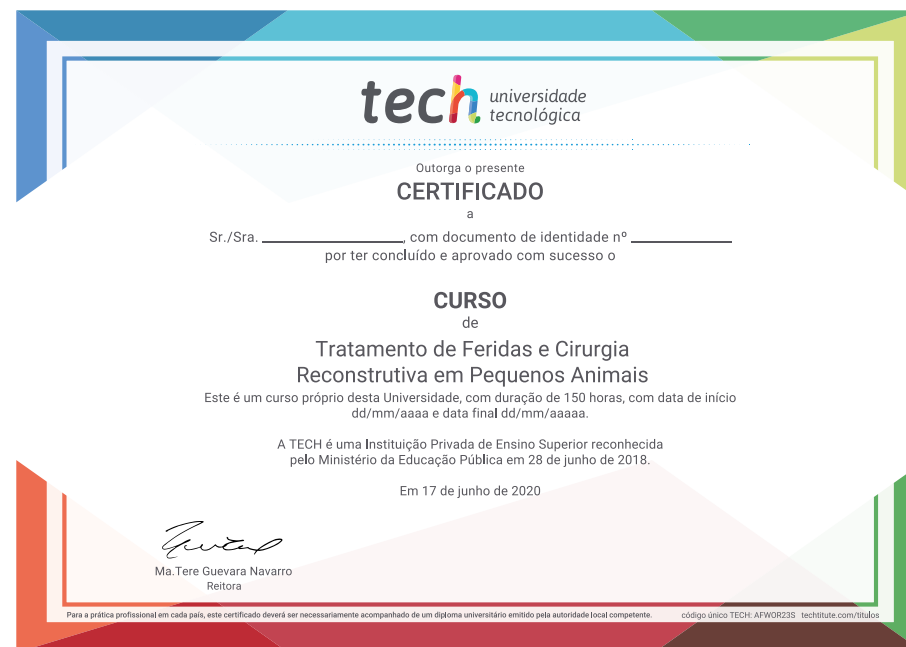 tech universidade
tecnológica
Outorga o presente
CERTIFICADO
a
Sr./Sra. ____________, com documento de identidade nº _________
por ter concluído e aprovado com sucesso o
CURSO
de
Tratamento de Feridas e Cirurgia
Reconstrutiva em Pequenos Animais
Este é um curso próprio desta Universidade, com duração de 150 horas, com data de início
dd/mm/aaaa e data final dd/mm/aaaaa.
A TECH é uma Instituição Privada de Ensino Superior reconhecida
pelo Ministério da Educação Pública em 28 de junho de 2018.
Em 17 de junho de 2020
Ma.Tere Guevara Navarro
Reitora
Para a prática profissional em cada país, este certificado deverá ser necessariamente acompanhado de um diploma universitário emitido pela autoridade local competente. código único TECH: AFWOR23S techtitute.com/titulos